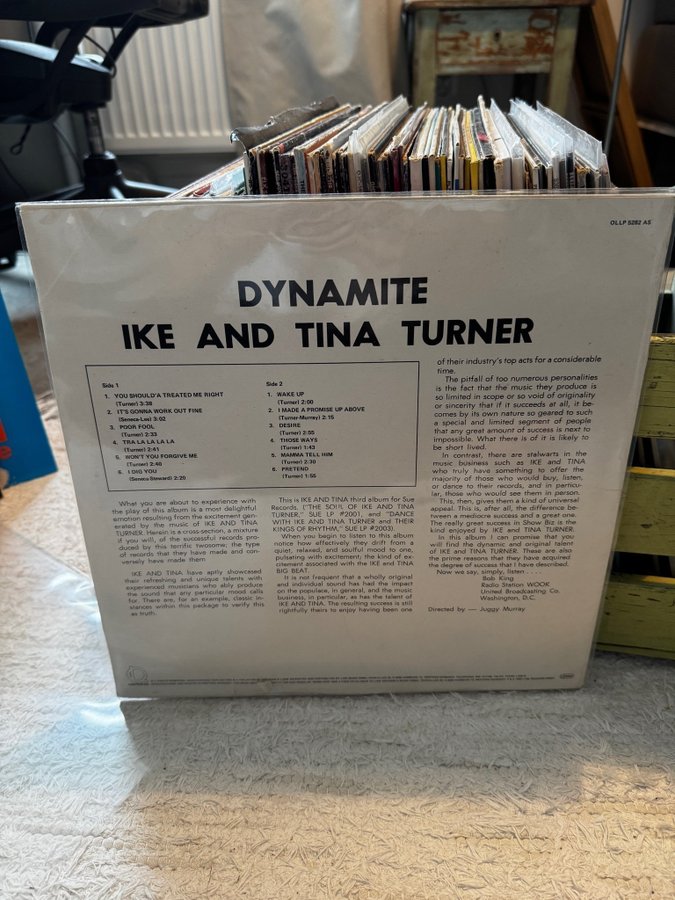 OLLP 5282 AS
DYNAMITE
IKE AND TINA TURNER
Side 1
1. YOU SHOULD'A TREATED ME RIGHT
(Turner) 3:38
2. IT'S GONNA WORK OUT FINE
(Seneca-Lee) 3:02
3. POOR FOOL
(Turner) 2:33
4. TRA LA LA LA LA
(Turner) 2:41
5. WON'T YOU FORGIVE ME
(Turner) 2:40
6. I DIG YOU
(Seneca-Steward) 2:20
Side 2
1. WAKE UP
(Turner) 2:00
2. I MADE A PROMISE UP ABOVE
(Turner-Murray) 2:15
3. DESIRE
(Turner) 2:55
4. THOSE WAYS
(Turner) 1:43
5. MAMMA TELL HIM
(Turner) 2:30
6. PRETEND
(Turner) 1:55
What you are about to experience with
the play of this album is a most delightful
emotion resulting from the excitement gen-
erated by the music of IKE AND TINA
TURNER. Herein is a cross-section, a mixture
if you will, of the successful records pro-
duced by this terrific twosome; the type
of records that they have made and con-
versely have made them
IKE AND TINA have aptly showcased
their refreshing and unique talents with
experienced musicians who ably produce
the sound that any particular mood calls
for. There are, for an example, classic in-
stances within this package to verify this
as truth.
This is IKE AND TINA third album for Sue
Records. ("THE SOUL OF IKE AND TINA
TURNER," SUE LP #2001, and "DANCE
WITH IKE AND TINA TURNER and THEIR
KINGS OF RHYTHM," SUE LP #2003).
When you begin to listen to this album
notice how effectively they drift from a
quiet, relaxed, and soulful mood to one,
pulsating with excitement; the kind of ex-
citement associated with the IKE and TINA
BIG BEAT.
It is not frequent that a wholly original
and individual sound has had the impact
on the populace, in general, and the music
business, in particular, as has the talent of
IKE AND TINA. The resulting success is still
rightfully theirs to enjoy having been one
of their industry's top acts for a considerable
time.
The pitfall of too numerous personalities
is the fact that the music they produce is
so limited in scope or so void of originality
or sincerity that if it succeeds at all, it be-
comes by its own nature so geared to such
a special and limited segment of people
that any great amount of success is next to
impossible. What there is of it is likely to
be short lived.
In contrast, there are stalwarts in the
music business such as IKE and TINA
who truly have something to offer the
majority of those who would buy, listen,
or dance to their records, and in particu-
lar, those who see them in person.
This, then, gives them a kind of universal
appeal. This is, after all, the difference be-
tween a mediocre success and a great one.
The really great success in Show Biz is the
kind enjoyed by IKE and TINA TURNER.
In this album I can promise that you
will find the dynamic and original talent
of IKE and TINA TURNER. These are also
the prime reasons that they have acquired
the degree of success that I have described.
Now we say, simply, listen . . . .
Bob King
Radio Station WOOK
United Broadcasting Co.
Washington, D.C.
Directed by — Juggy Murray